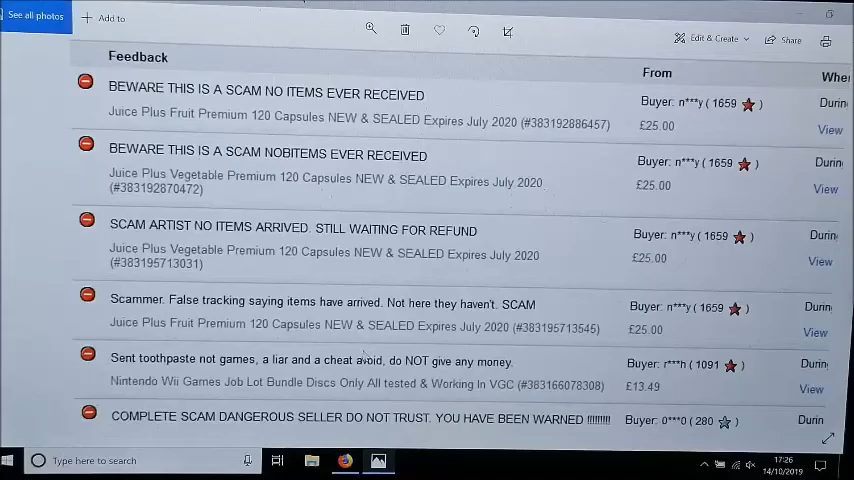 See all photos
Add to
Edit & Create
Share
Feedback
From
When
BEWARE THIS IS A SCAM NO ITEMS EVER RECEIVED
Buyer: n***y ( 1659 )
Durin
Juice Plus Fruit Premium 120 Capsules NEW & SEALED Expires July 2020 (#383192886457)
£25.00
View
BEWARE THIS IS A SCAM NOBITEMS EVER RECEIVED
Buyer: n***y ( 1659 )
Durin
Juice Plus Vegetable Premium 120 Capsules NEW & SEALED Expires July 2020
(#383192870472)
£25.00
View
SCAM ARTIST NO ITEMS ARRIVED. STILL WAITING FOR REFUND
Buyer: n***y ( 1659 )
Durin
Juice Plus Vegetable Premium 120 Capsules NEW & SEALED Expires July 2020
(#383195713031)
£25.00
View
Scammer. False tracking saying items have arrived. Not here they haven't. SCAM
Buyer: n***y ( 1659 )
Durin
Juice Plus Fruit Premium 120 Capsules NEW & SEALED Expires July 2020 (#383195713545)
£25.00
View
Sent toothpaste not games, a liar and a cheat avoid, do NOT give any money.
Buyer: r***h ( 1091 )
Durin
Nintendo Wii Games Job Lot Bundle Discs Only All tested & Working In VGC (#383166078308)
£13.49
View
COMPLETE SCAM DANGEROUS SELLER DO NOT TRUST. YOU HAVE BEEN WARNED !!!!!!!!!
Buyer: 0***0 ( 280 )
Durin
Type here to search
17:26
14/10/2019